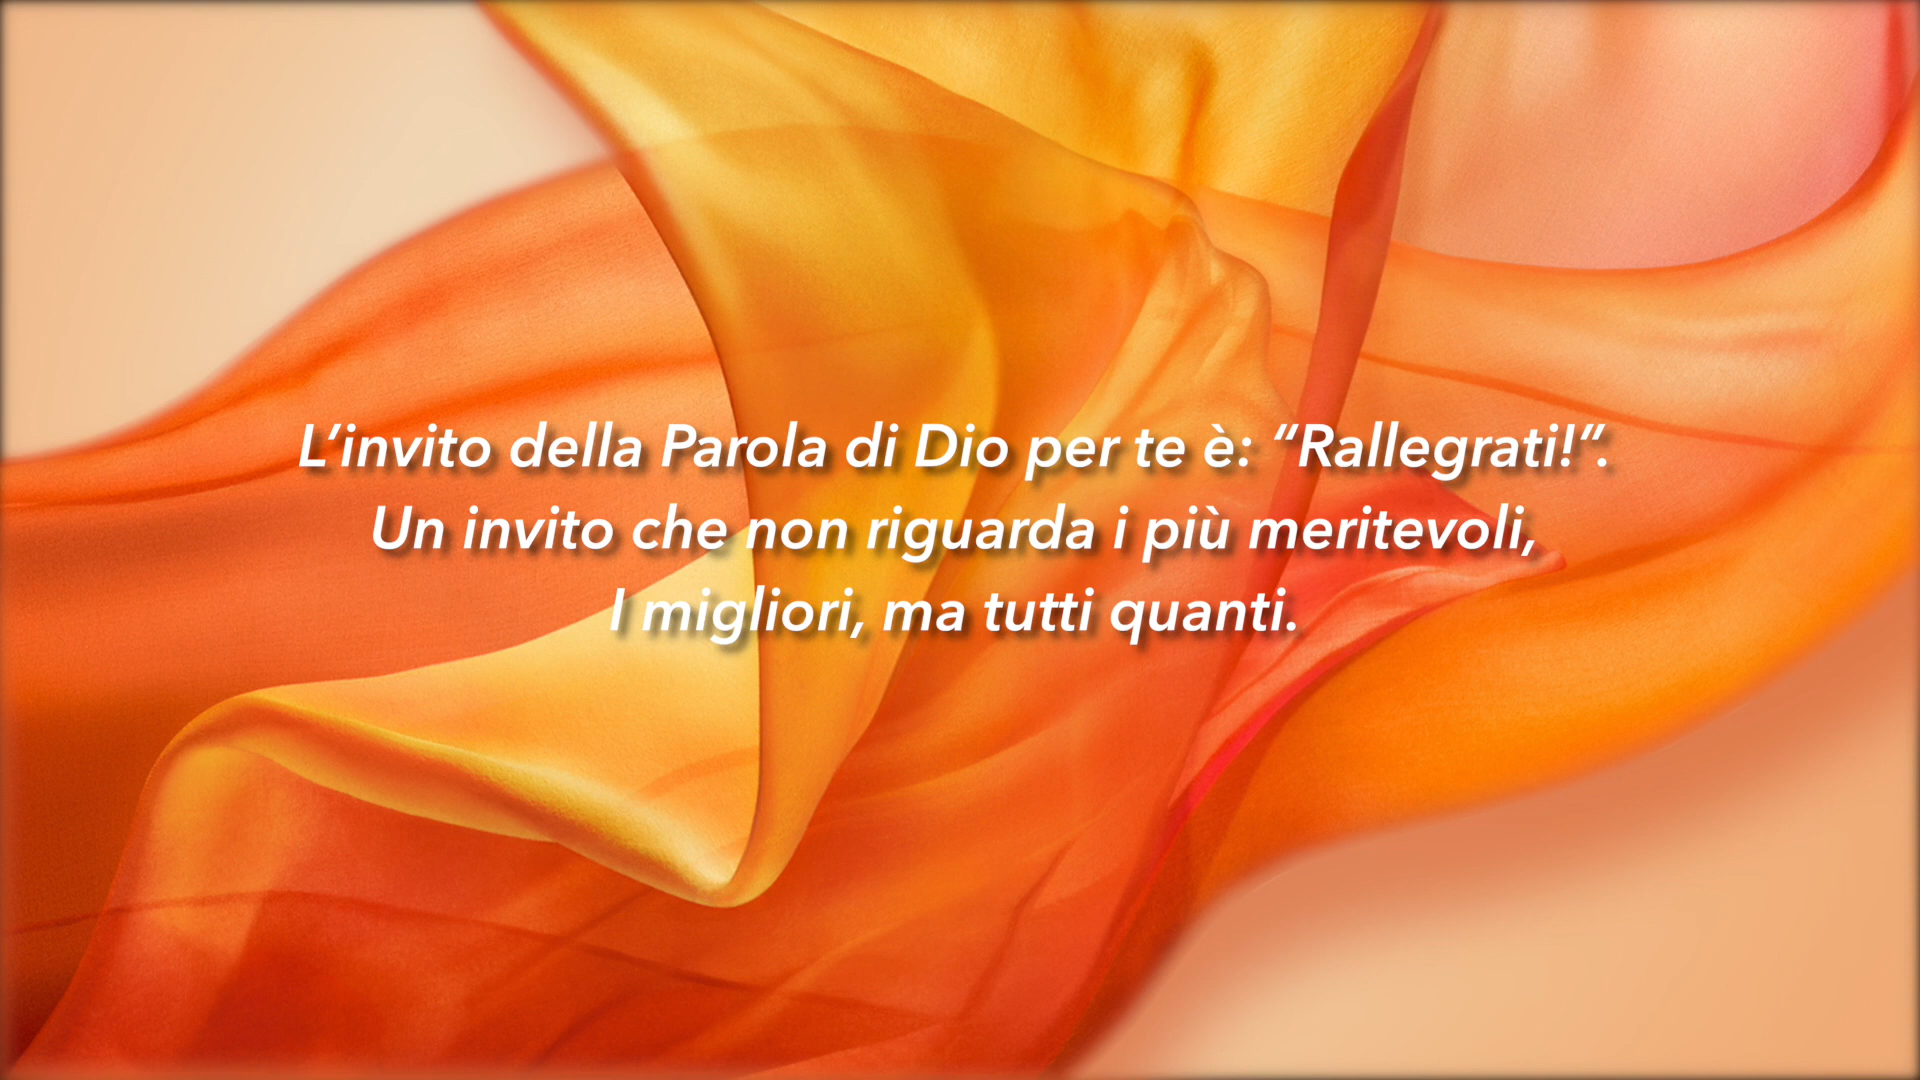 L’invito della Parola di Dio per te è: “Rallegrati!”.
Un invito che non riguarda i più meritevoli,
I migliori, ma tutti quanti.